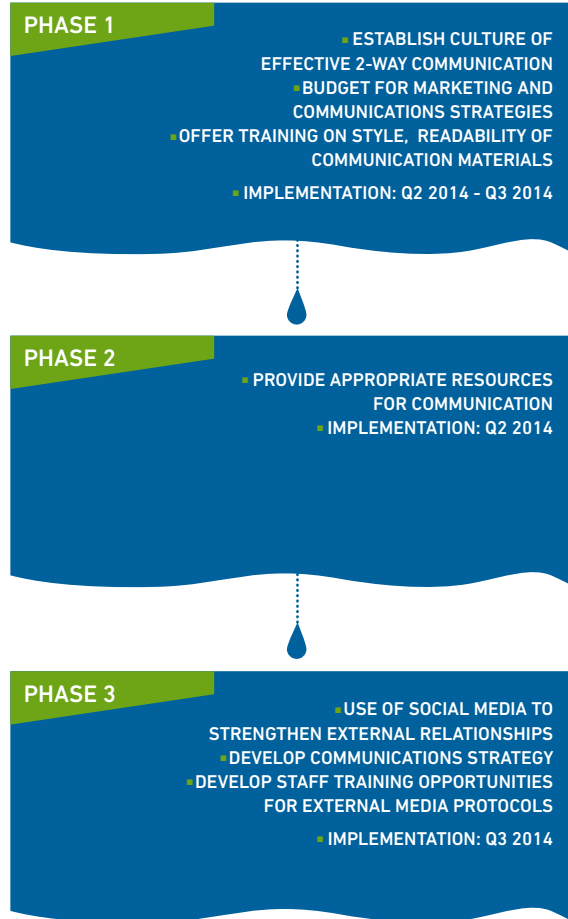 PHASE 1
▪ ESTABLISH CULTURE OF
EFFECTIVE 2-WAY COMMUNICATION
▪ BUDGET FOR MARKETING AND
COMMUNICATIONS STRATEGIES
▪ OFFER TRAINING ON STYLE, READABILITY OF
COMMUNICATION MATERIALS
▪ IMPLEMENTATION: Q2 2014 - Q3 2014
PHASE 2
▪ PROVIDE APPROPRIATE RESOURCES
FOR COMMUNICATION
▪ IMPLEMENTATION: Q2 2014
PHASE 3
▪ USE OF SOCIAL MEDIA TO
STRENGTHEN EXTERNAL RELATIONSHIPS
▪ DEVELOP COMMUNICATIONS STRATEGY
▪ DEVELOP STAFF TRAINING OPPORTUNITIES
FOR EXTERNAL MEDIA PROTOCOLS
▪ IMPLEMENTATION: Q3 2014